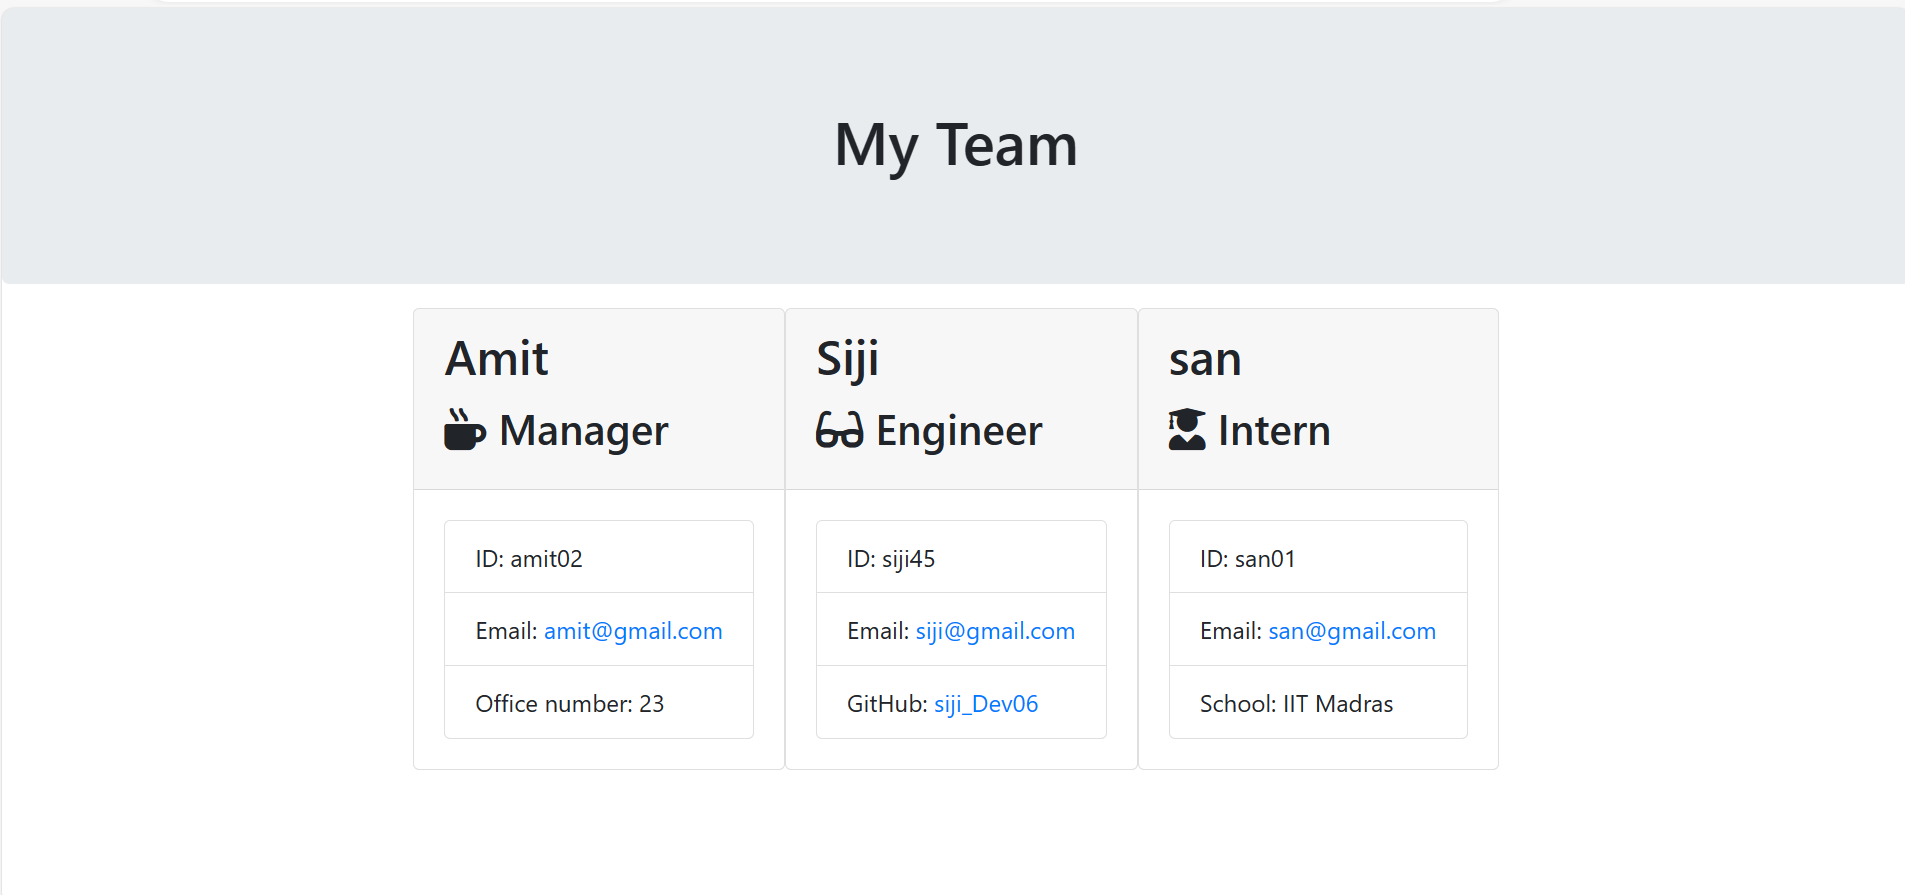 My Team
Amit
Manager
ID: amit02
Email: amit@gmail.com
Office number: 23
Siji
Engineer
ID: siji45
Email: siji@gmail.com
GitHub: siji_Dev06
san
Intern
ID: san01
Email: san@gmail.com
School: IIT Madras